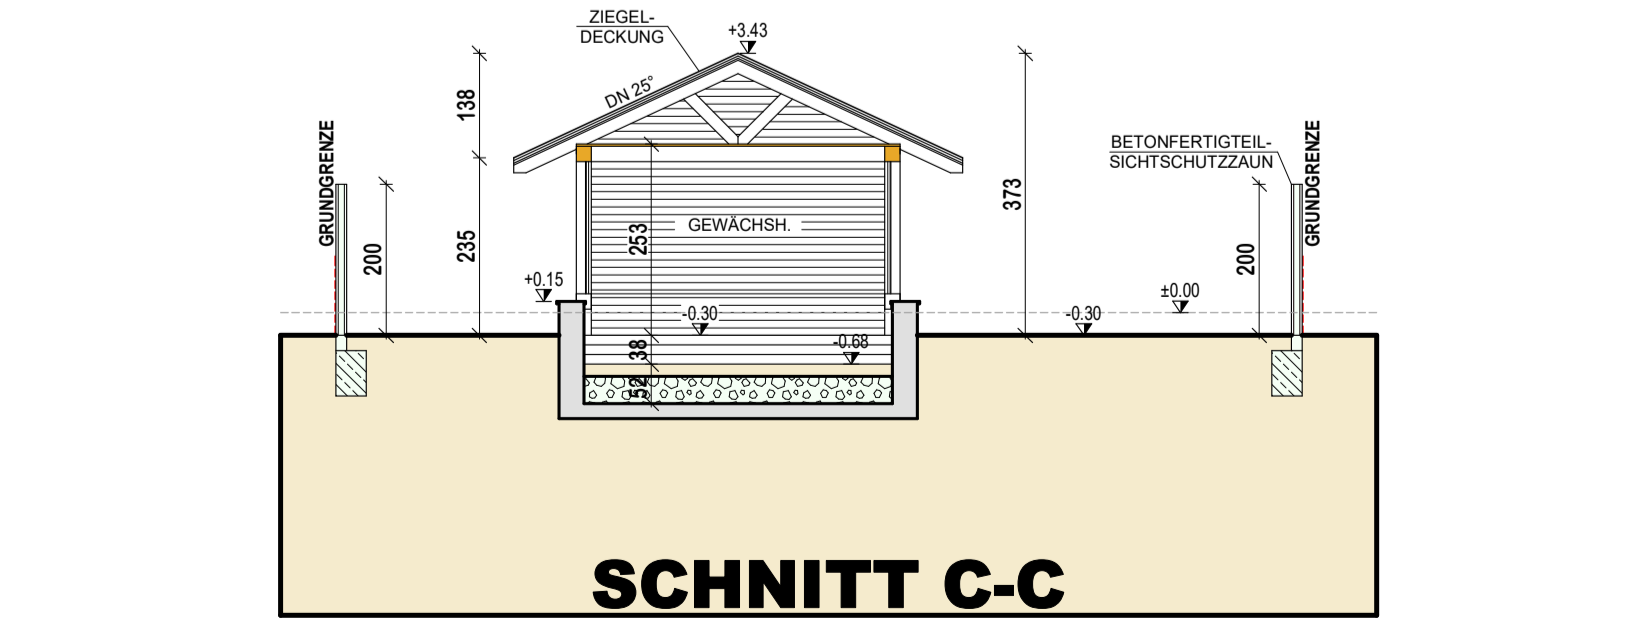 ZIEGEL-
DECKUNG
+3.43
DN 25°
138
GRUNDGRENZE
BETONFERTIGTEIL-
SICHTSCHUTZZAUN
GRUNDGRENZE
373
200
235
253
GEWÄCHSH.
200
+0.15
±0.00
-0.30
-0.30
38
-0.68
52
SCHNITT C-C